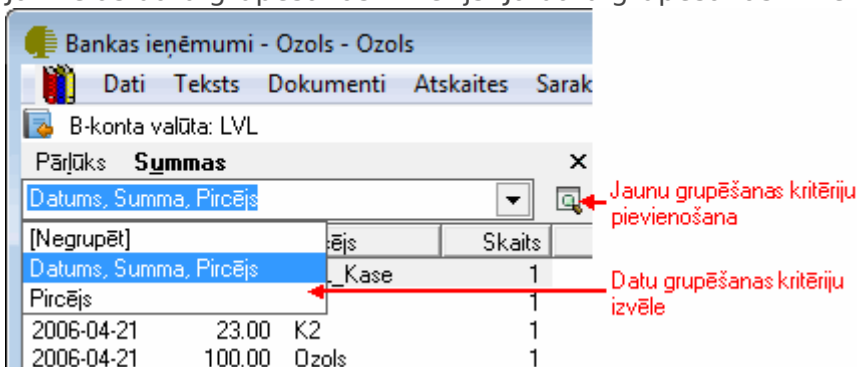 Bankas ieņēmumi - Ozols - Ozols
Dati Teksts Dokumenti Atskaites Sarak
B-konta valūta: LVL
Pārlūks Summas
Datums, Summa, Pircējs
Jaunu grupēšanas kritēriju
pievienošana
[Negrupēt]
ējs Skaits
Datums, Summa, Pircējs
_Kase 1
Pircējs
1
Datu grupēšanas kritēriju
izvēle
2006-04-21 23.00 K2 1
2006-04-21 100.00 Ozols 1